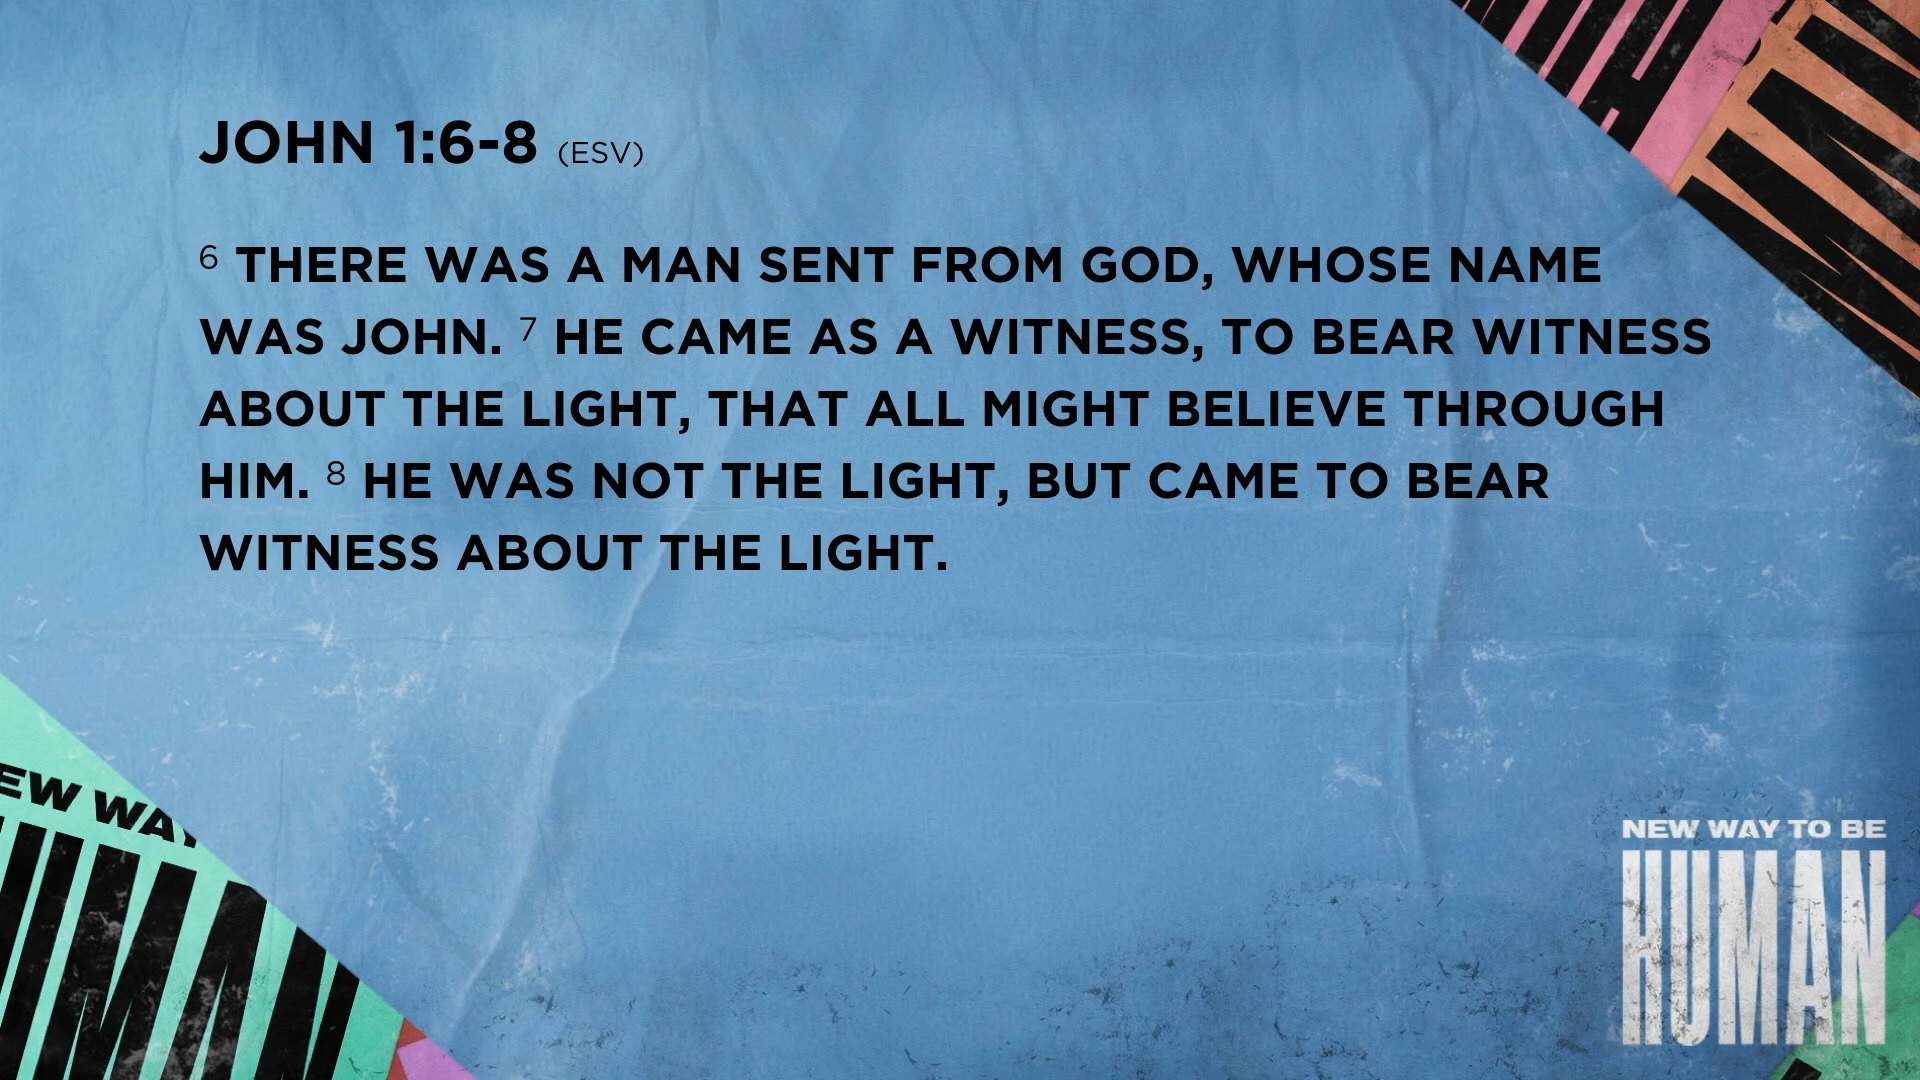 JOHN 1:6-8 (ESV)
6 THERE WAS A MAN SENT FROM GOD, WHOSE NAME
WAS JOHN. 7 HE CAME AS A WITNESS, TO BEAR WITNESS
ABOUT THE LIGHT, THAT ALL MIGHT BELIEVE THROUGH
HIM. 8 HE WAS NOT THE LIGHT, BUT CAME TO BEAR
WITNESS ABOUT THE LIGHT.
EW WAY
UMAN
NEW WAY TO BE
HUMAN